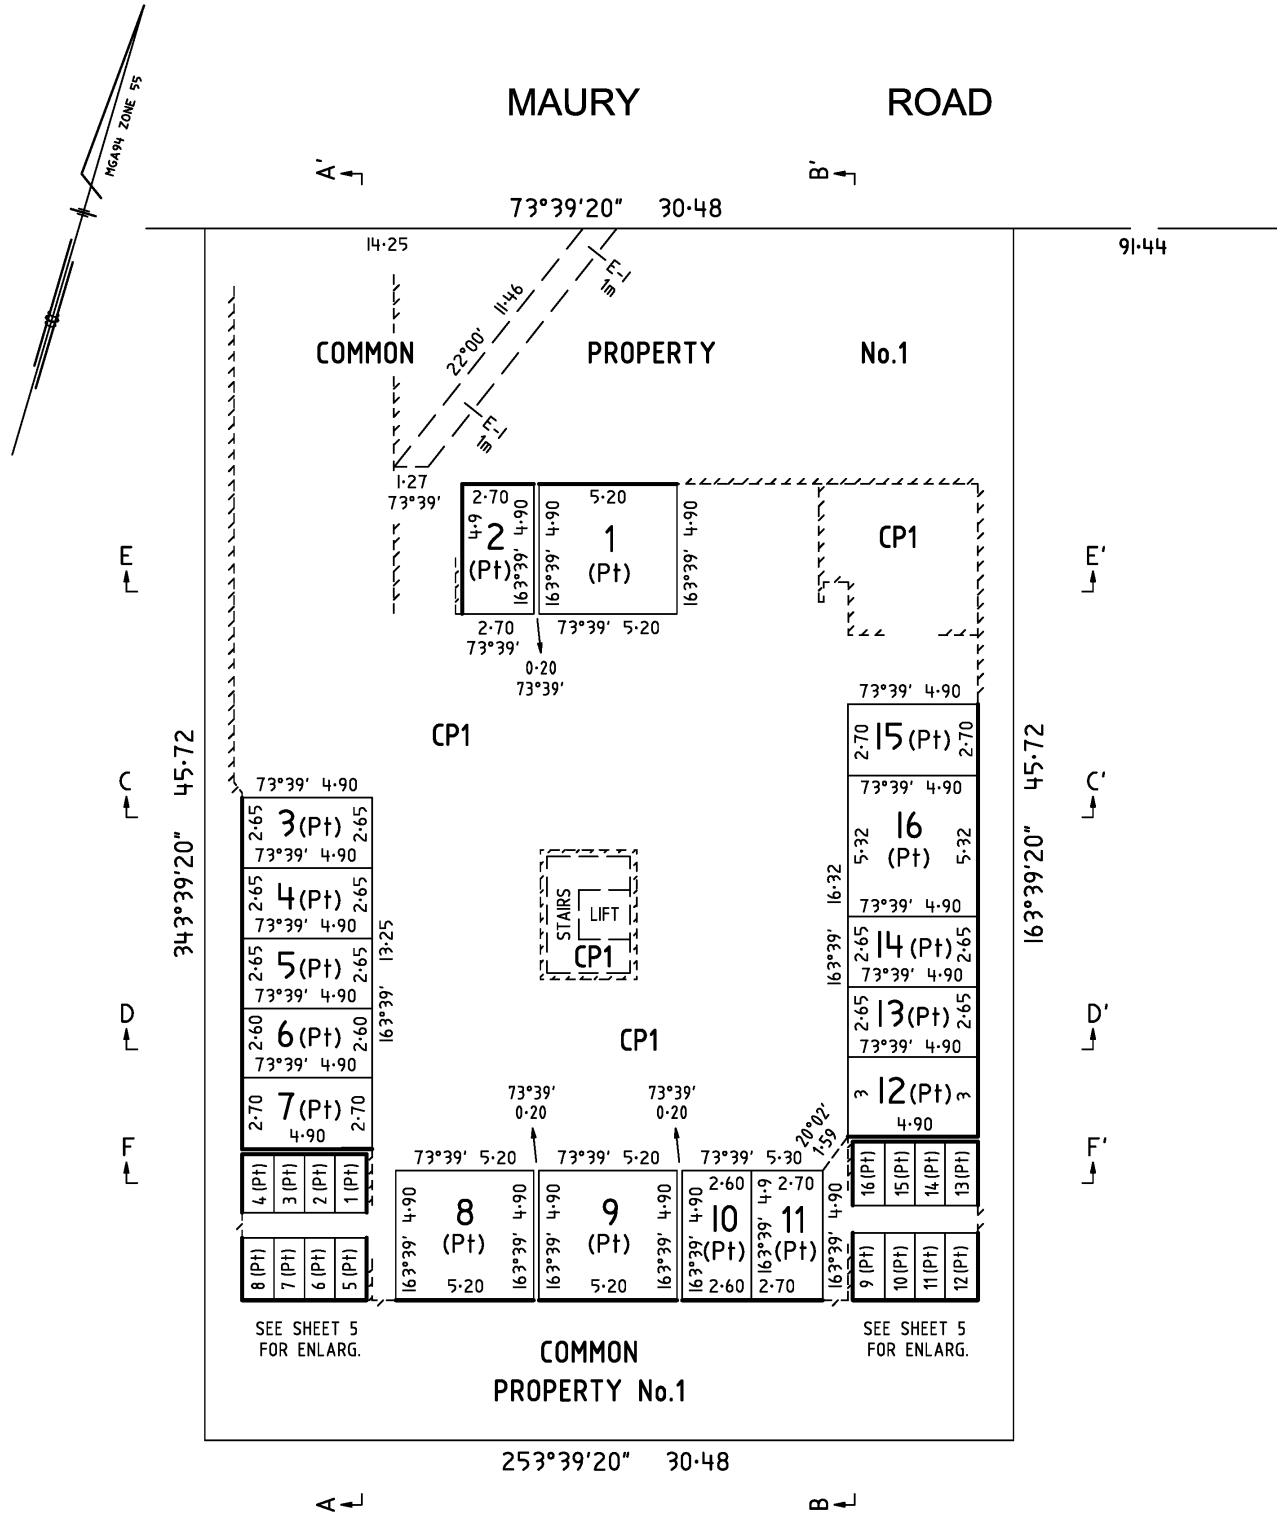 MGA94 ZONE 55
MAURY ROAD
A'
B'
73°39'20" 30·48
14·25
91·44
E-1
1m
22°00' 11·46
COMMON PROPERTY No.1
E-1
1m
1·27
73°39'
2·70
5·20
4·9
2
(Pt)
163°39' 4·90
163°39' 4·90
1
(Pt)
163°39' 4·90
CP1
E
E'
2·70
73°39'
73°39' 5·20
0·20
73°39'
73°39' 4·90
CP1
2·70
15 (Pt)
2·70
343°39'20" 45·72
163°39'20" 45·72
C
C'
73°39' 4·90
73°39' 4·90
2·65
3 (Pt)
2·65
73°39' 4·90
5·32
16
(Pt)
5·32
2·65
4 (Pt)
2·65
73°39' 4·90
STAIRS
LIFT
CP1
163°39' 16·32
73°39' 4·90
163°39' 13·25
2·65
14 (Pt)
2·65
73°39' 4·90
2·65
5 (Pt)
2·65
73°39' 4·90
2·65
13 (Pt)
2·65
73°39' 4·90
D
D'
2·60
6 (Pt)
2·60
73°39' 4·90
CP1
2·70
7 (Pt)
2·70
4·90
73°39'
0·20
73°39'
0·20
20°02'
1·59
3
12 (Pt)
3
4·90
F
F'
4 (Pt)
3 (Pt)
2 (Pt)
1 (Pt)
73°39' 5·20
73°39' 5·20
73°39' 5·30
16 (Pt)
15 (Pt)
14 (Pt)
13 (Pt)
163°39' 4·90
8
(Pt)
163°39' 4·90
5·20
163°39' 4·90
9
(Pt)
163°39' 4·90
5·20
2·60
163°39' 4·90
10
(Pt)
2·60
2·70
163°39' 4·9
11
(Pt)
2·70
163°39' 4·90
8 (Pt)
7 (Pt)
6 (Pt)
5 (Pt)
9 (Pt)
10 (Pt)
11 (Pt)
12 (Pt)
SEE SHEET 5
FOR ENLARG.
SEE SHEET 5
FOR ENLARG.
COMMON
PROPERTY No.1
253°39'20" 30·48
A
B